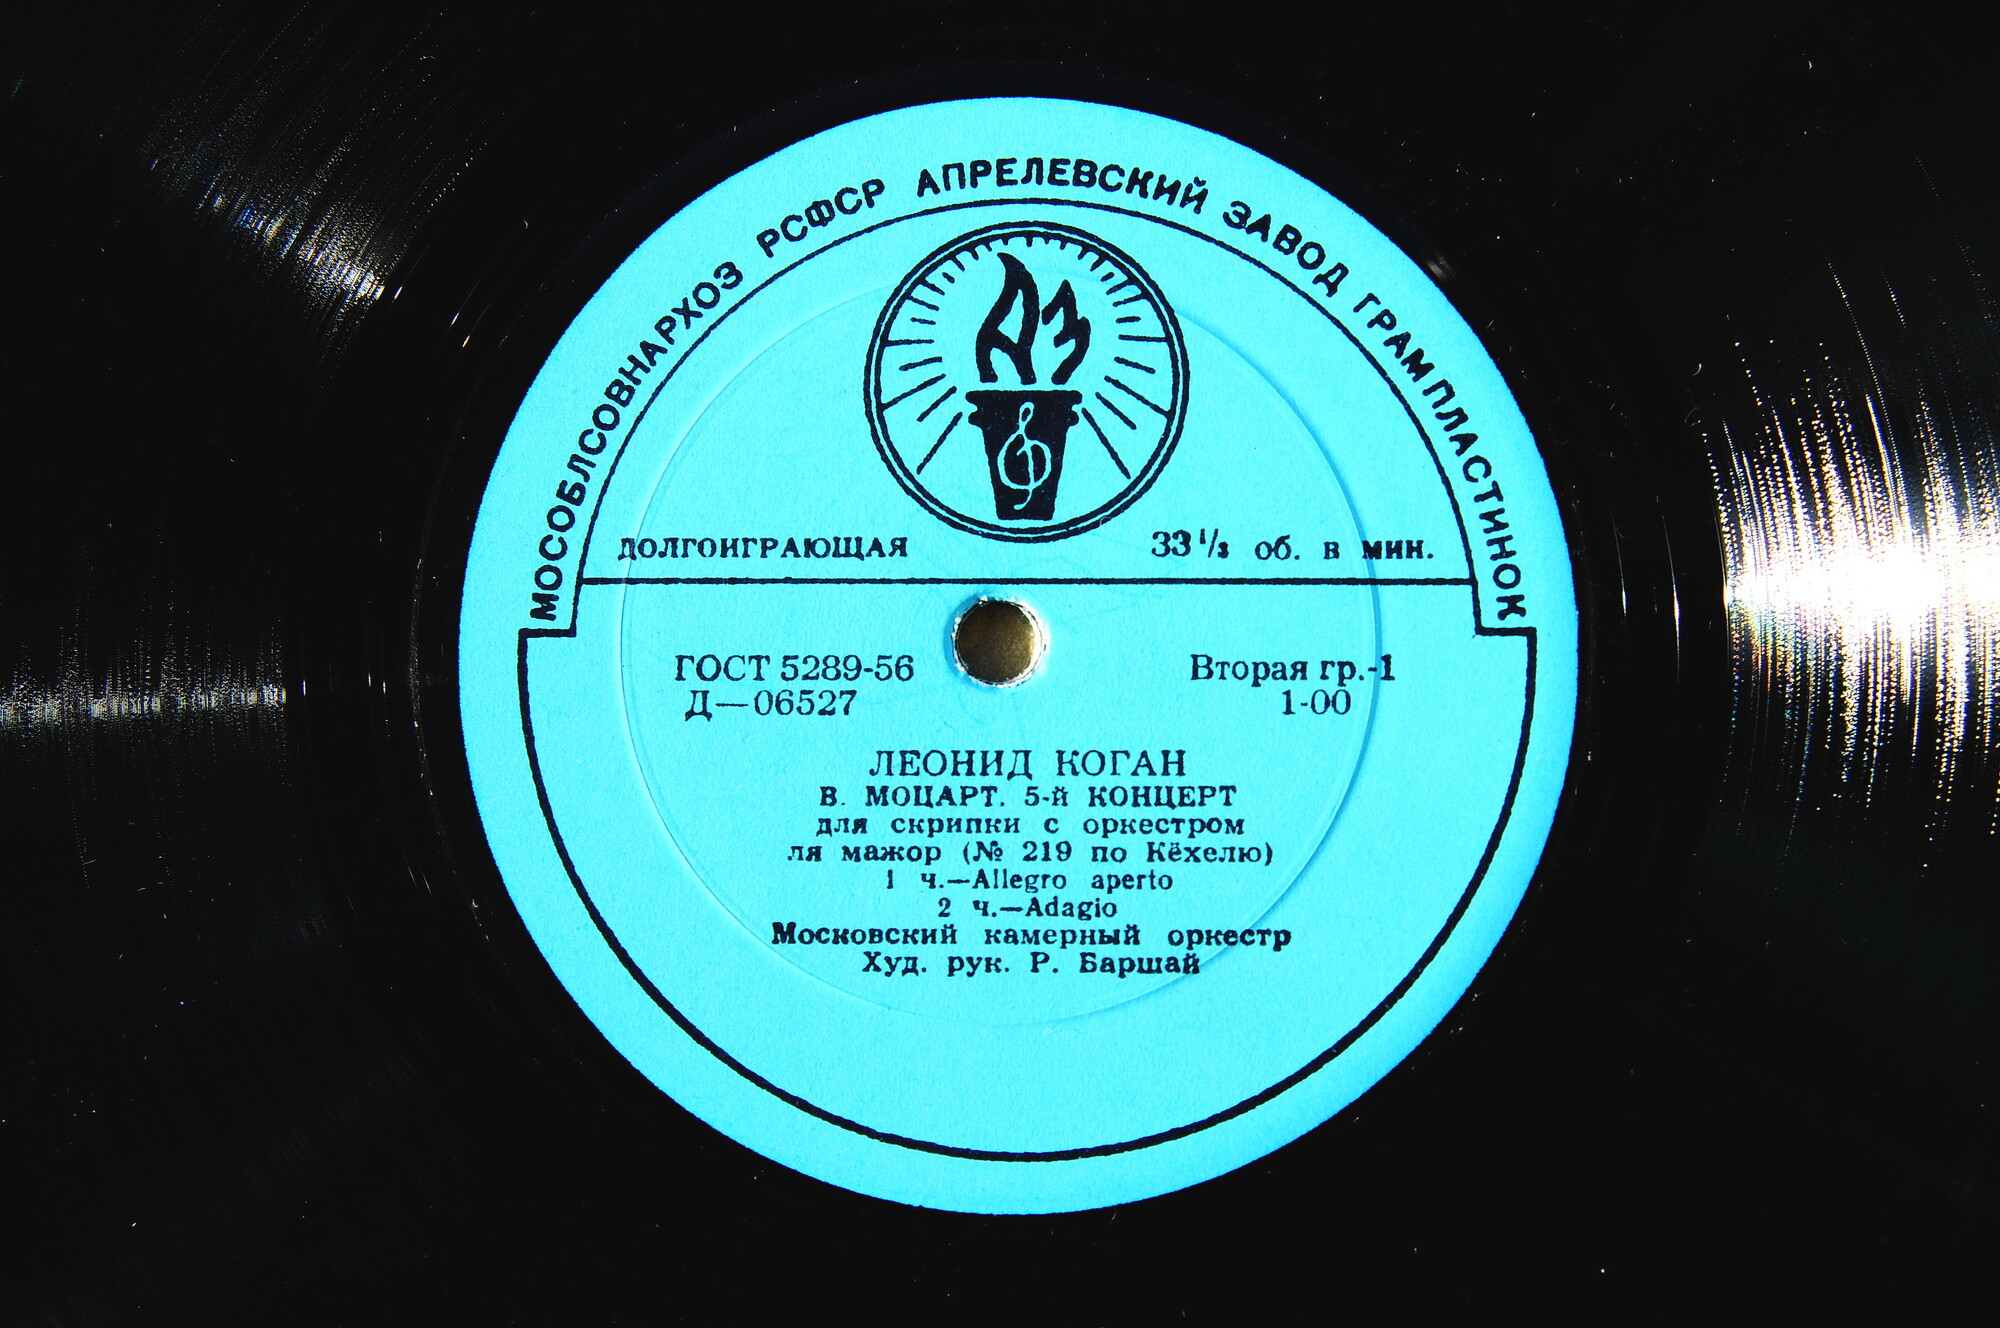 МОСОБЛСОВНАРХОЗ РСФСР АПРЕЛЕВСКИЙ ЗАВОД ГРАМПЛАСТИНОК
АЗ
ДОЛГОИГРАЮЩАЯ 33 1/3 об. в мин.
ГОСТ 5289-56 Вторая гр.-1
Д—06527 1-00
ЛЕОНИД КОГАН
В. МОЦАРТ. 5-й КОНЦЕРТ
для скрипки с оркестром
ля мажор (№ 219 по Кёхелю)
1 ч.—Allegro aperto
2 ч.—Adagio
Московский камерный оркестр
Худ. рук. Р. Баршай